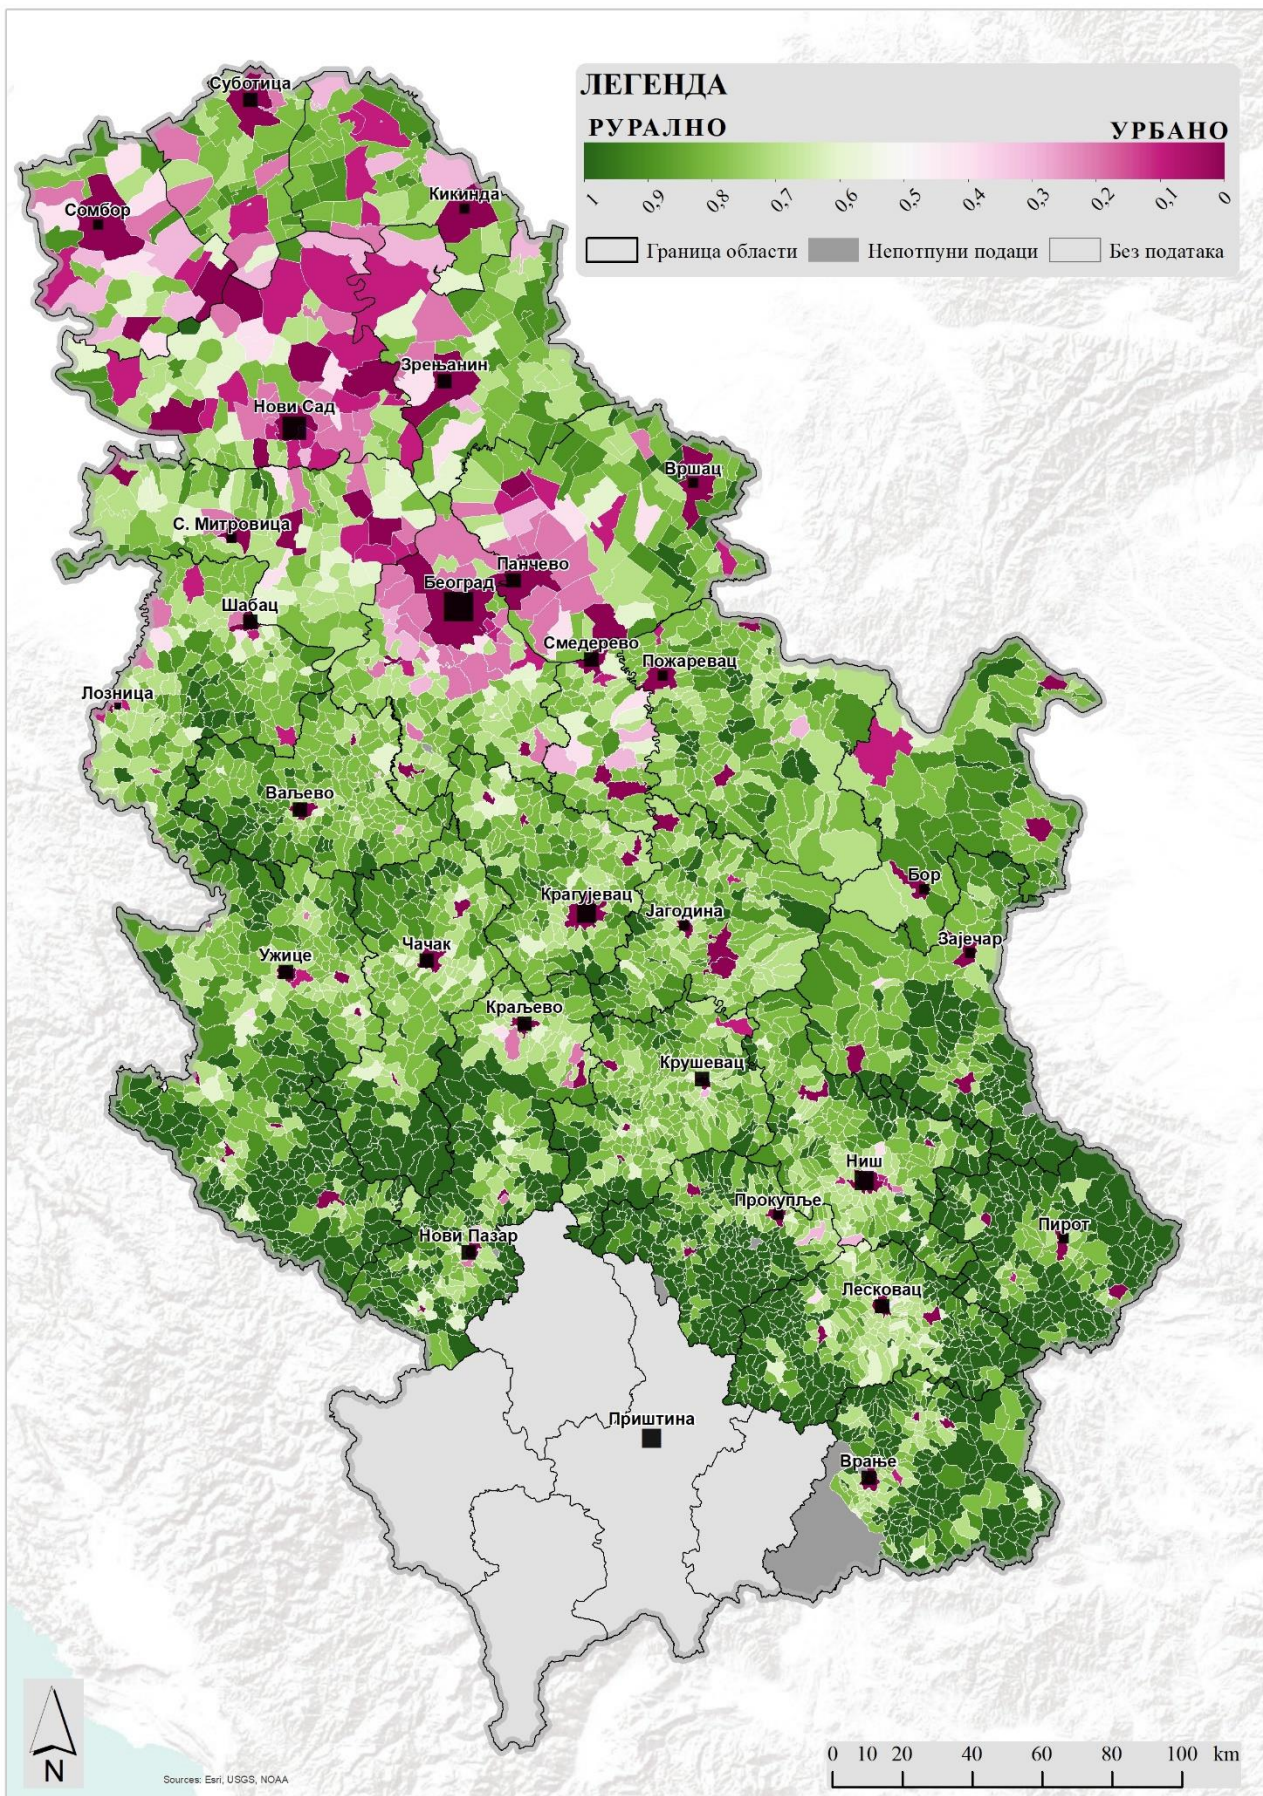 ЛЕГЕНДА
РУРАЛНО УРБАНО
1 0,9 0,8 0,7 0,6 0,5 0,4 0,3 0,2 0,1 0
Граница области Непотпуни подаци Без података
Суботица
Кикинда
Сомбор
Зрењанин
Нови Сад
Вршац
С. Митровица
Панчево
Београд
Шабац
Смедерево
Пожаревац
Лозница
Ваљево
Бор
Крагујевац
Јагодина
Зајечар
Чачак
Ужице
Краљево
Крушевац
Ниш
Прокупље
Пирот
Нови Пазар
Лесковац
Приштина
Врање
N
0 10 20 40 60 80 100 km
Sources: Esri, USGS, NOAA